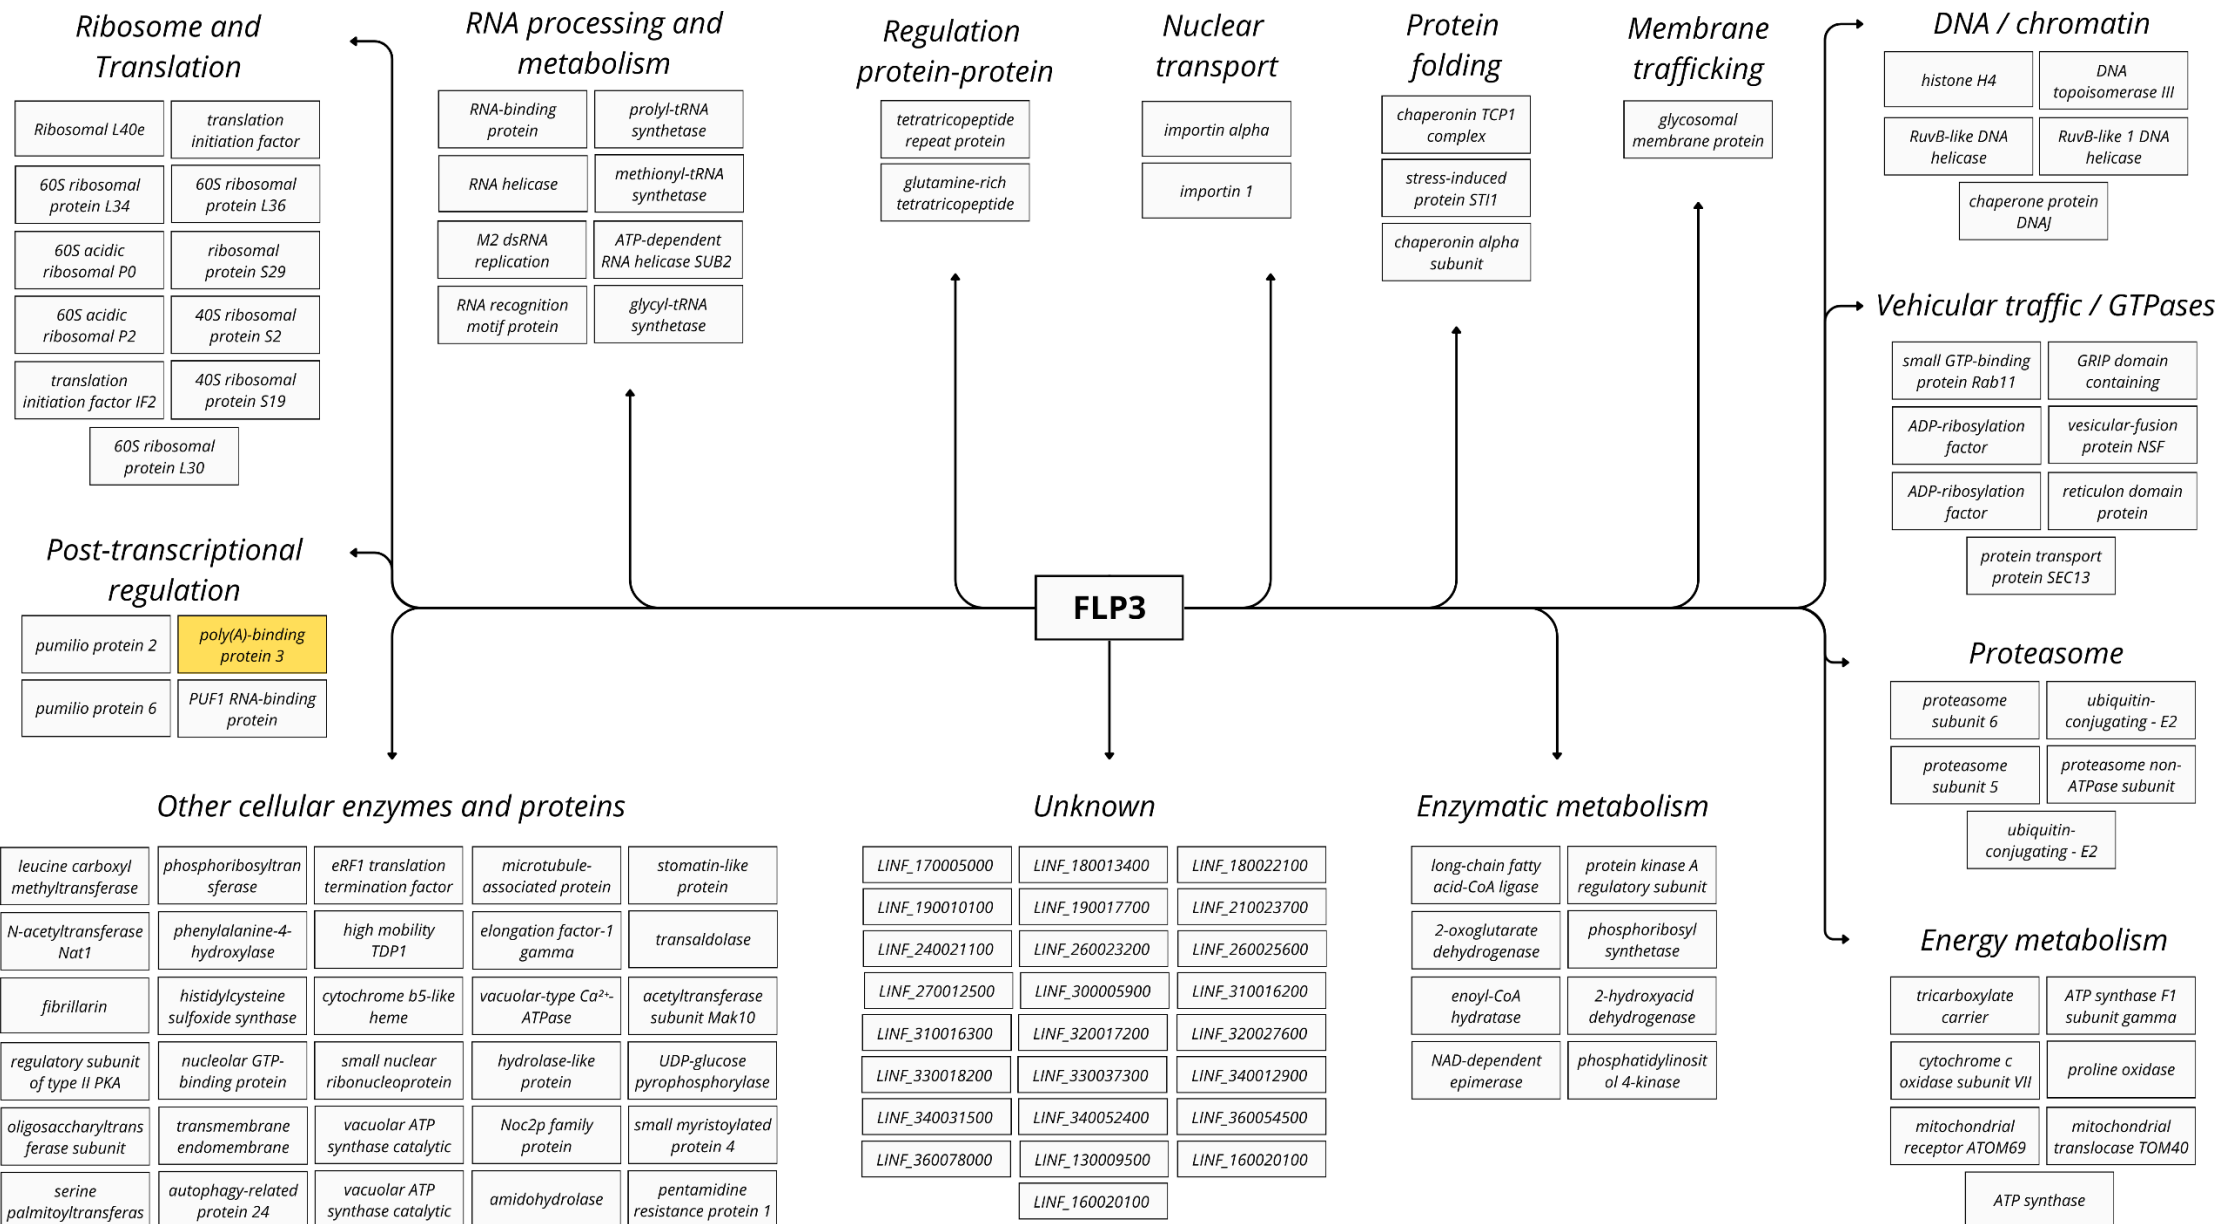 Ribosome and
Translation
Ribosomal L40e
translation
initiation factor
60S ribosomal
protein L34
60S ribosomal
protein L36
60S acidic
ribosomal P0
ribosomal
protein S29
60S acidic
ribosomal P2
40S ribosomal
protein S2
translation
initiation factor IF2
40S ribosomal
protein S19
60S ribosomal
protein L30
RNA processing and
metabolism
RNA-binding
protein
prolyl-tRNA
synthetase
RNA helicase
methionyl-tRNA
synthetase
M2 dsRNA
replication
ATP-dependent
RNA helicase SUB2
RNA recognition
motif protein
glycyl-tRNA
synthetase
Regulation
protein-protein
tetratricopeptide
repeat protein
glutamine-rich
tetratricopeptide
Nuclear
transport
importin alpha
importin 1
Protein
folding
chaperonin TCP1
complex
stress-induced
protein STI1
chaperonin alpha
subunit
Membrane
trafficking
glycosomal
membrane protein
DNA / chromatin
histone H4
DNA
topoisomerase III
RuvB-like DNA
helicase
RuvB-like 1 DNA
helicase
chaperone protein
DNAJ
Vehicular traffic / GTPases
small GTP-binding
protein Rab11
GRIP domain
containing
ADP-ribosylation
factor
vesicular-fusion
protein NSF
ADP-ribosylation
factor
reticulon domain
protein
protein transport
protein SEC13
Post-transcriptional
regulation
pumilio protein 2
poly(A)-binding
protein 3
pumilio protein 6
PUF1 RNA-binding
protein
FLP3
Proteasome
proteasome
subunit 6
ubiquitin-
conjugating - E2
proteasome
subunit 5
proteasome non-
ATPase subunit
ubiquitin-
conjugating - E2
Other cellular enzymes and proteins
leucine carboxyl
methyltransferase
phosphoribosyltran
sferase
eRF1 translation
termination factor
microtubule-
associated protein
stomatin-like
protein
N-acetyltransferase
Nat1
phenylalanine-4-
hydroxylase
high mobility
TDP1
elongation factor-1
gamma
transaldolase
fibrillarin
histidylcysteine
sulfoxide synthase
cytochrome b5-like
heme
vacuolar-type Ca²⁺-
ATPase
acetyltransferase
subunit Mak10
regulatory subunit
of type II PKA
nucleolar GTP-
binding protein
small nuclear
ribonucleoprotein
hydrolase-like
protein
UDP-glucose
pyrophosphorylase
oligosaccharyltrans
ferase subunit
transmembrane
endomembrane
vacuolar ATP
synthase catalytic
Noc2p family
protein
small myristoylated
protein 4
serine
palmitoyltransferas
autophagy-related
protein 24
vacuolar ATP
synthase catalytic
amidohydrolase
pentamidine
resistance protein 1
Unknown
LINF_170005000
LINF_180013400
LINF_180022100
LINF_190010100
LINF_190017700
LINF_210023700
LINF_240021100
LINF_260023200
LINF_260025600
LINF_270012500
LINF_300005900
LINF_310016200
LINF_310016300
LINF_320017200
LINF_320027600
LINF_330018200
LINF_330037300
LINF_340012900
LINF_340031500
LINF_340052400
LINF_360054500
LINF_360078000
LINF_130009500
LINF_160020100
LINF_160020100
Enzymatic metabolism
long-chain fatty
acid-CoA ligase
protein kinase A
regulatory subunit
2-oxoglutarate
dehydrogenase
phosphoribosyl
synthetase
enoyl-CoA
hydratase
2-hydroxyacid
dehydrogenase
NAD-dependent
epimerase
phosphatidylinosit
ol 4-kinase
Energy metabolism
tricarboxylate
carrier
ATP synthase F1
subunit gamma
cytochrome c
oxidase subunit VII
proline oxidase
mitochondrial
receptor ATOM69
mitochondrial
translocase TOM40
ATP synthase